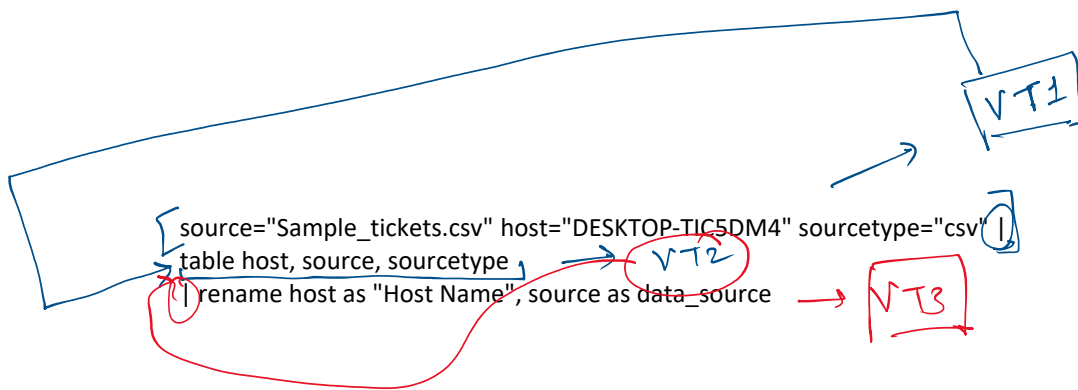 VT1
source="Sample_tickets.csv" host="DESKTOP-TIC5DM4" sourcetype="csv" |
table host, source, sourcetype VT2
| rename host as "Host Name", source as data_source VT3